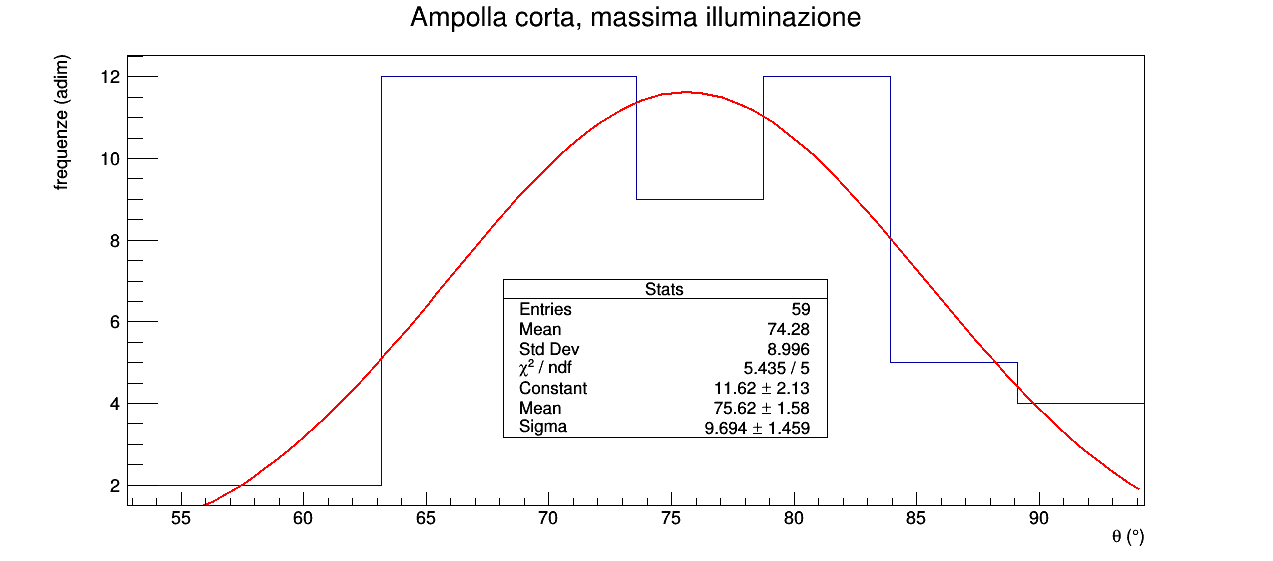 Ampolla corta, massima illuminazione
frequenze (adim)
12
10
8
6
4
2
Stats
Entries 59
Mean 74.28
Std Dev 8.996
χ² / ndf 5.435 / 5
Constant 11.62 ± 2.13
Mean 75.62 ± 1.58
Sigma 9.694 ± 1.459
55 60 65 70 75 80 85 90
θ (°)